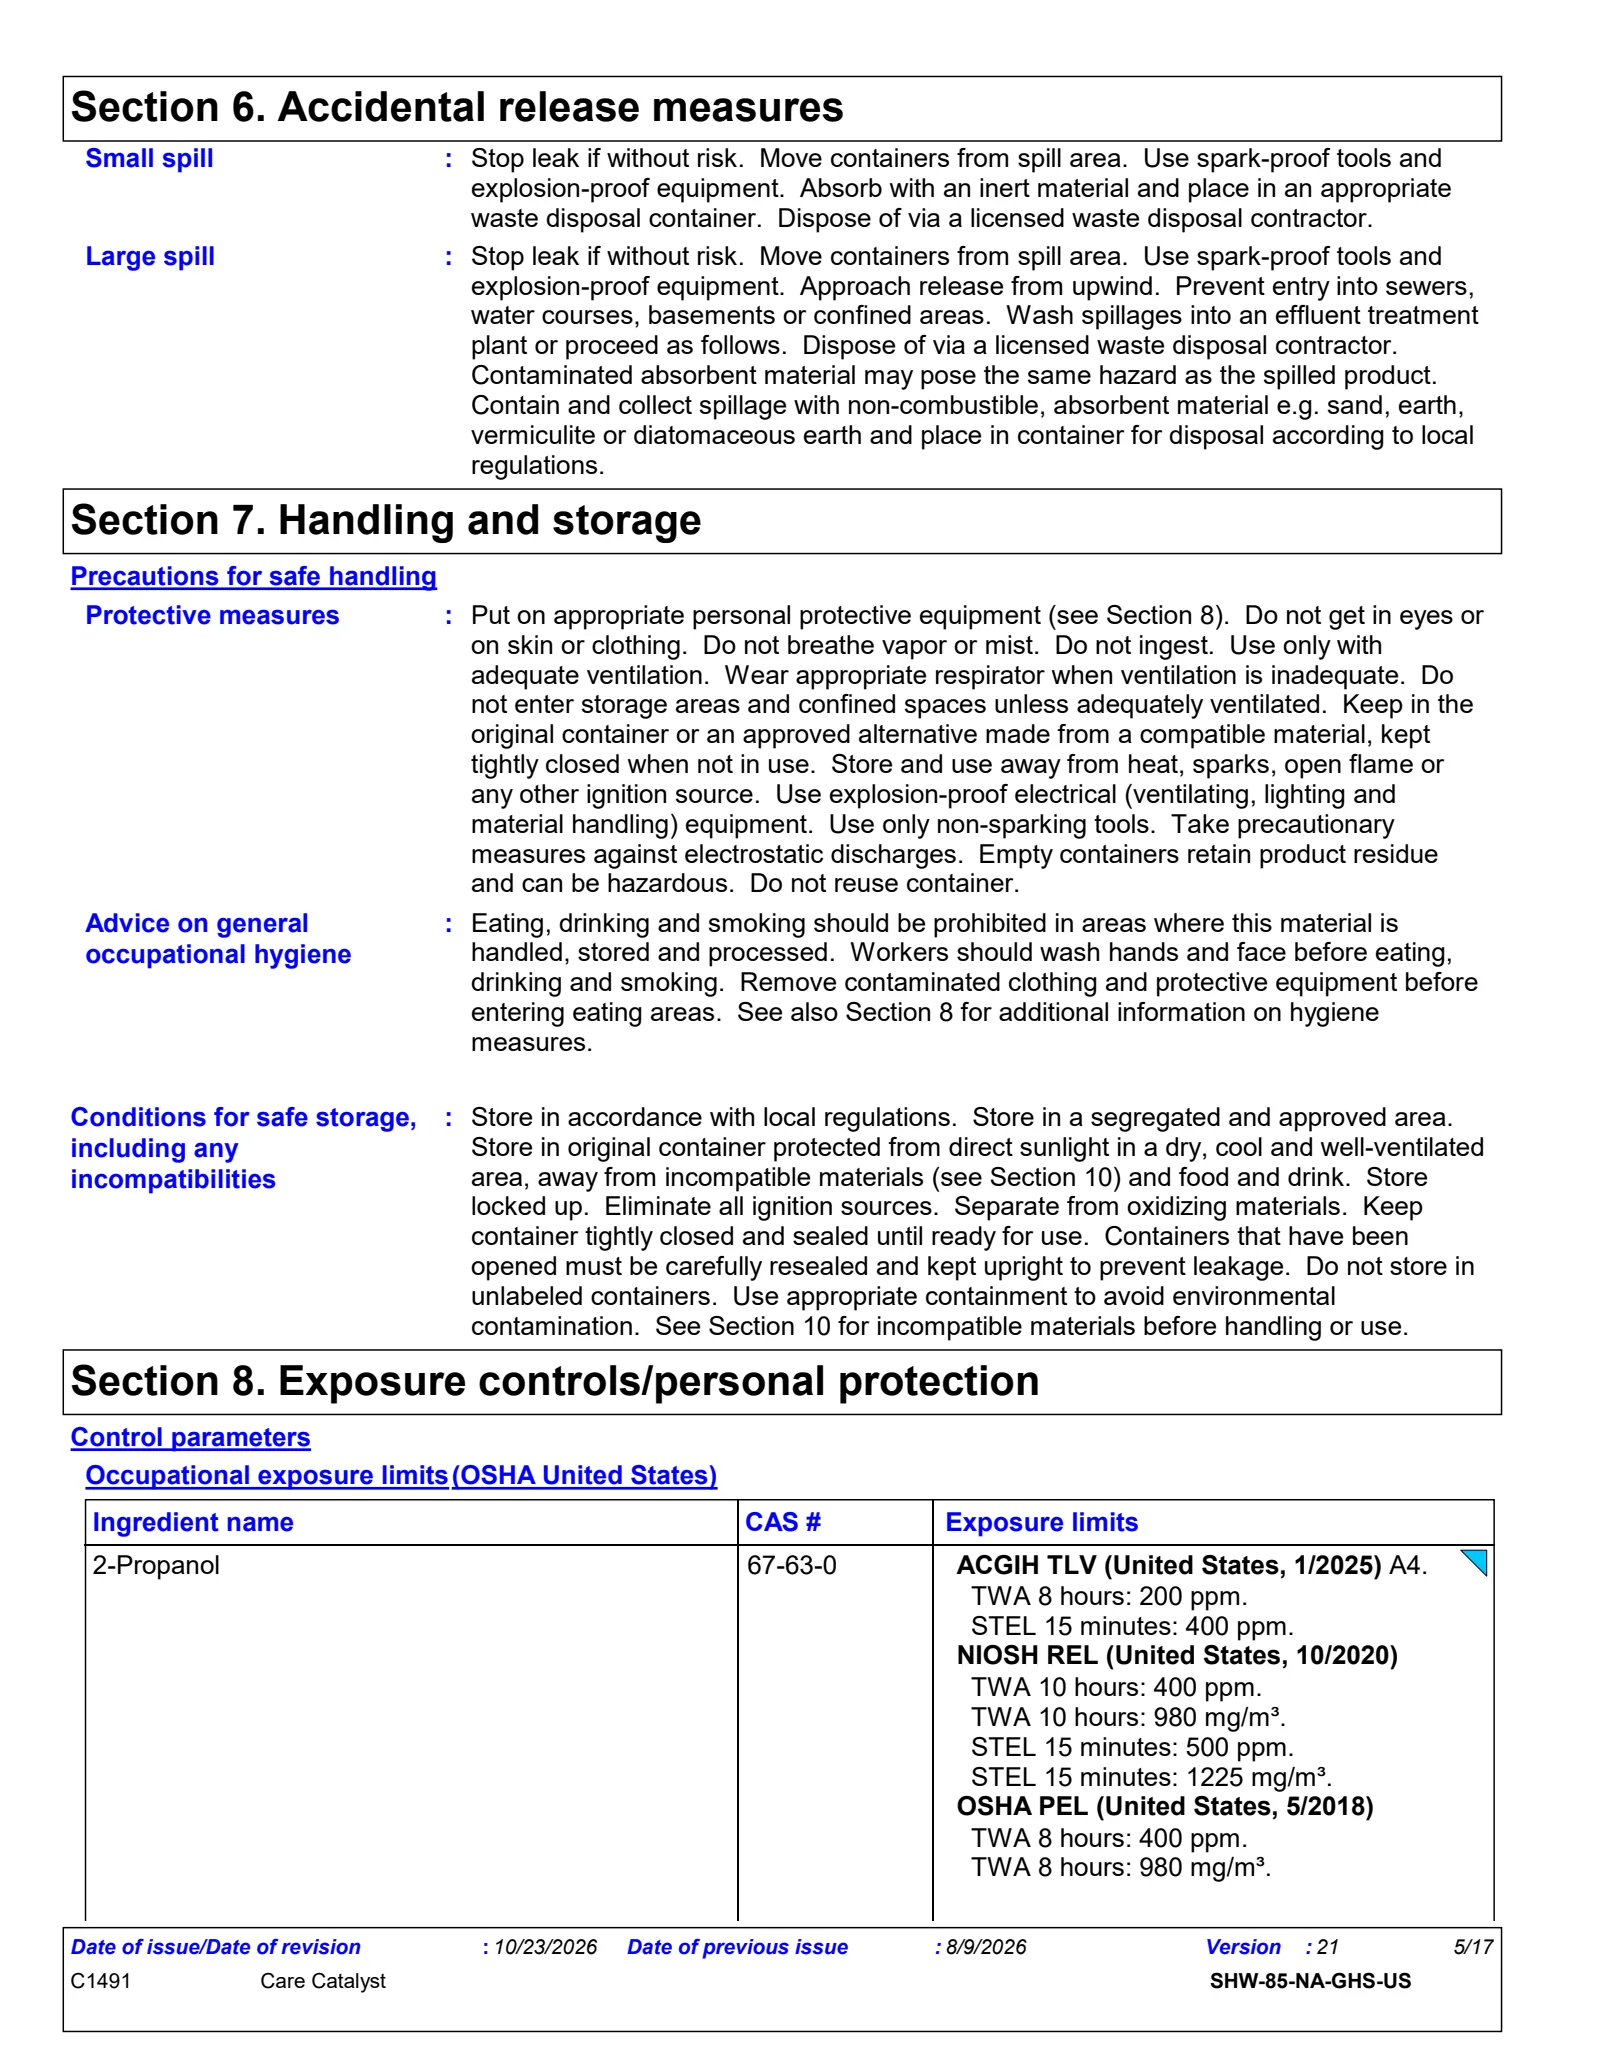 Section 6. Accidental release measures
Small spill : Stop leak if without risk. Move containers from spill area. Use spark-proof tools and
explosion-proof equipment. Absorb with an inert material and place in an appropriate
waste disposal container. Dispose of via a licensed waste disposal contractor.
Large spill : Stop leak if without risk. Move containers from spill area. Use spark-proof tools and
explosion-proof equipment. Approach release from upwind. Prevent entry into sewers,
water courses, basements or confined areas. Wash spillages into an effluent treatment
plant or proceed as follows. Dispose of via a licensed waste disposal contractor.
Contaminated absorbent material may pose the same hazard as the spilled product.
Contain and collect spillage with non-combustible, absorbent material e.g. sand, earth,
vermiculite or diatomaceous earth and place in container for disposal according to local
regulations.
Section 7. Handling and storage
Precautions for safe handling
Protective measures : Put on appropriate personal protective equipment (see Section 8). Do not get in eyes or
on skin or clothing. Do not breathe vapor or mist. Do not ingest. Use only with
adequate ventilation. Wear appropriate respirator when ventilation is inadequate. Do
not enter storage areas and confined spaces unless adequately ventilated. Keep in the
original container or an approved alternative made from a compatible material, kept
tightly closed when not in use. Store and use away from heat, sparks, open flame or
any other ignition source. Use explosion-proof electrical (ventilating, lighting and
material handling) equipment. Use only non-sparking tools. Take precautionary
measures against electrostatic discharges. Empty containers retain product residue
and can be hazardous. Do not reuse container.
Advice on general : Eating, drinking and smoking should be prohibited in areas where this material is
occupational hygiene handled, stored and processed. Workers should wash hands and face before eating,
drinking and smoking. Remove contaminated clothing and protective equipment before
entering eating areas. See also Section 8 for additional information on hygiene
measures.
Conditions for safe storage, : Store in accordance with local regulations. Store in a segregated and approved area.
including any Store in original container protected from direct sunlight in a dry, cool and well-ventilated
incompatibilities area, away from incompatible materials (see Section 10) and food and drink. Store
locked up. Eliminate all ignition sources. Separate from oxidizing materials. Keep
container tightly closed and sealed until ready for use. Containers that have been
opened must be carefully resealed and kept upright to prevent leakage. Do not store in
unlabeled containers. Use appropriate containment to avoid environmental
contamination. See Section 10 for incompatible materials before handling or use.
Section 8. Exposure controls/personal protection
Control parameters
Occupational exposure limits (OSHA United States)
Ingredient name CAS # Exposure limits
2-Propanol 67-63-0 ACGIH TLV (United States, 1/2025) A4.
TWA 8 hours: 200 ppm.
STEL 15 minutes: 400 ppm.
NIOSH REL (United States, 10/2020)
TWA 10 hours: 400 ppm.
TWA 10 hours: 980 mg/m³.
STEL 15 minutes: 500 ppm.
STEL 15 minutes: 1225 mg/m³.
OSHA PEL (United States, 5/2018)
TWA 8 hours: 400 ppm.
TWA 8 hours: 980 mg/m³.
Date of issue/Date of revision : 10/23/2026 Date of previous issue : 8/9/2026 Version : 21 5/17
C1491 Care Catalyst SHW-85-NA-GHS-US